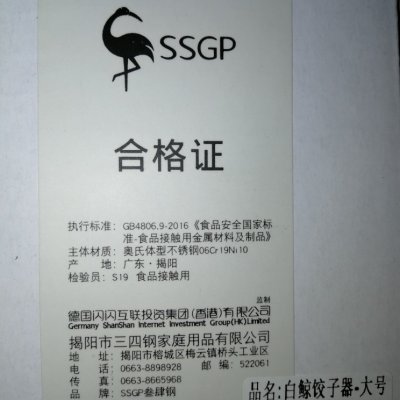 SSGP
合格证
执行标准: GB4806.9-2016《食品安全国家标
准-食品接触用金属材料及制品》
主体材质: 奥氏体型不锈钢06Cr19Ni10
产 地: 广东·揭阳
检验员: S19 食品接触用
监制
德国闪闪互联投资集团(香港)有限公司
Germany ShanShan Internet Investment Group(HK)Limited
揭阳市三四钢家庭用品有限公司
地 址: 揭阳市榕城区梅云镇桥头工业区
电 话: 0663-8898928 邮 编: 522061
传 真: 0663-8665968
品 牌: SSGP叁肆钢
品名:白鲸饺子器·大号